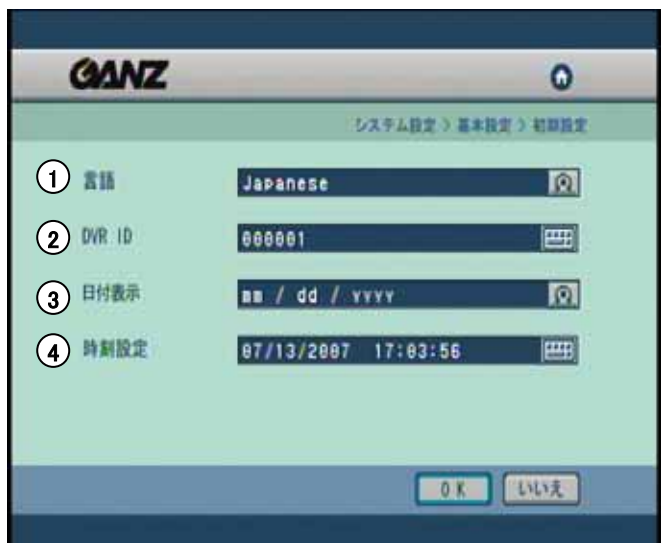 GANZ
システム設定 > 基本設定 > 初期設定
① 言語 Japanese
② DVR ID 000001
③ 日付表示 mm / dd / yyyy
④ 時刻設定 07/13/2007 17:03:56
OK いいえ